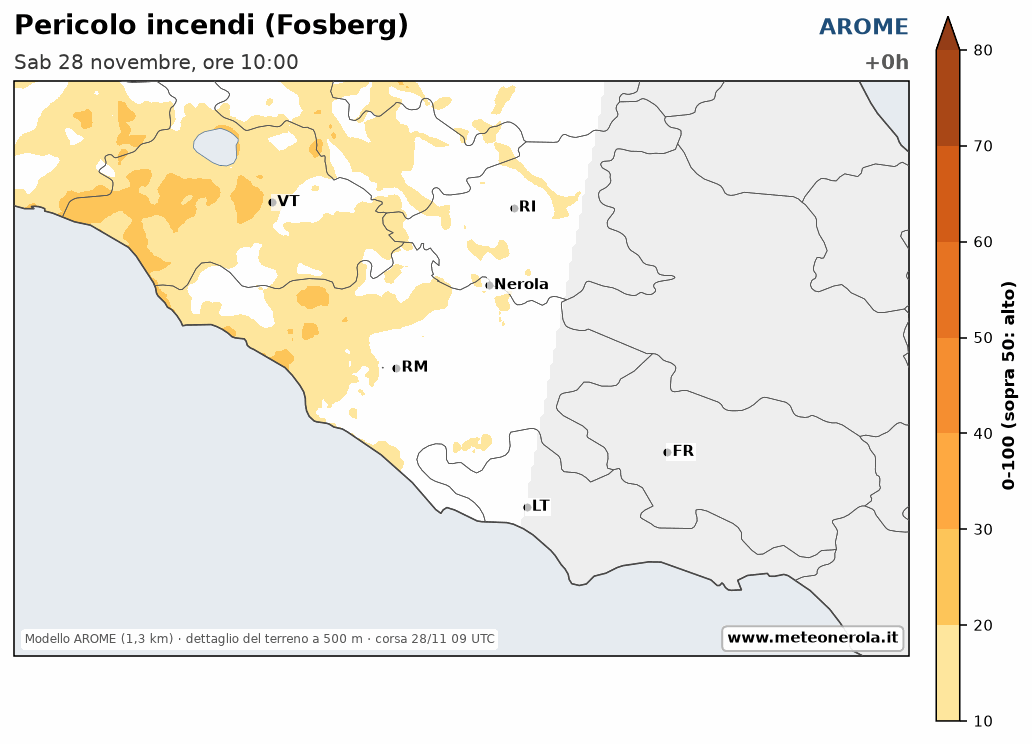 Pericolo incendi (Fosberg)
AROME
Sab 28 novembre, ore 10:00
+0h
VT
RI
Nerola
RM
FR
LT
Modello AROME (1,3 km) · dettaglio del terreno a 500 m · corsa 28/11 09 UTC
www.meteonerola.it
80
70
60
50
40
30
20
10
0-100 (sopra 50: alto)